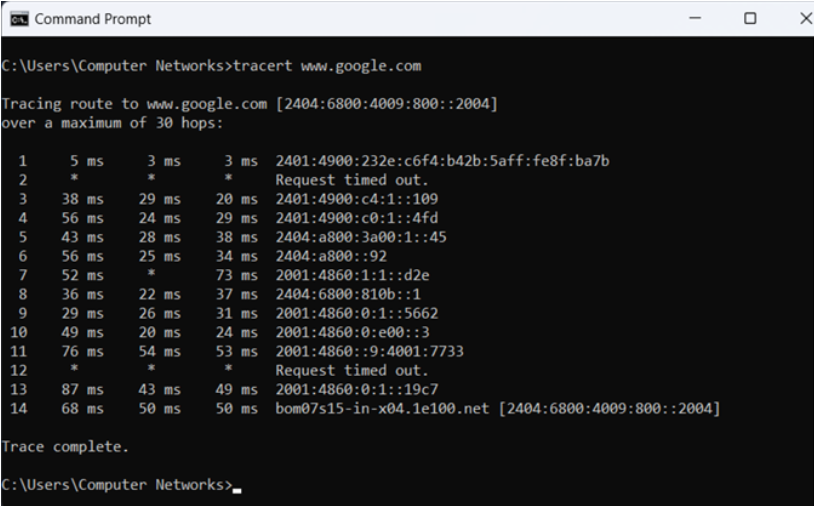 Command Prompt
C:\Users\Computer Networks>tracert www.google.com
Tracing route to www.google.com [2404:6800:4009:800::2004]
over a maximum of 30 hops:
1 5 ms 3 ms 3 ms 2401:4900:232e:c6f4:b42b:5aff:fe8f:ba7b
2 * * * Request timed out.
3 38 ms 29 ms 20 ms 2401:4900:c4:1::109
4 56 ms 24 ms 29 ms 2401:4900:c0:1::4fd
5 43 ms 28 ms 38 ms 2404:a800:3a00:1::45
6 56 ms 25 ms 34 ms 2404:a800::92
7 52 ms * 73 ms 2001:4860:1:1::d2e
8 36 ms 22 ms 37 ms 2404:6800:810b::1
9 29 ms 26 ms 31 ms 2001:4860:0:1::5662
10 49 ms 20 ms 24 ms 2001:4860:0:e00::3
11 76 ms 54 ms 53 ms 2001:4860::9:4001:7733
12 * * * Request timed out.
13 87 ms 43 ms 49 ms 2001:4860:0:1::19c7
14 68 ms 50 ms 50 ms bom07s15-in-x04.1e100.net [2404:6800:4009:800::2004]
Trace complete.
C:\Users\Computer Networks>